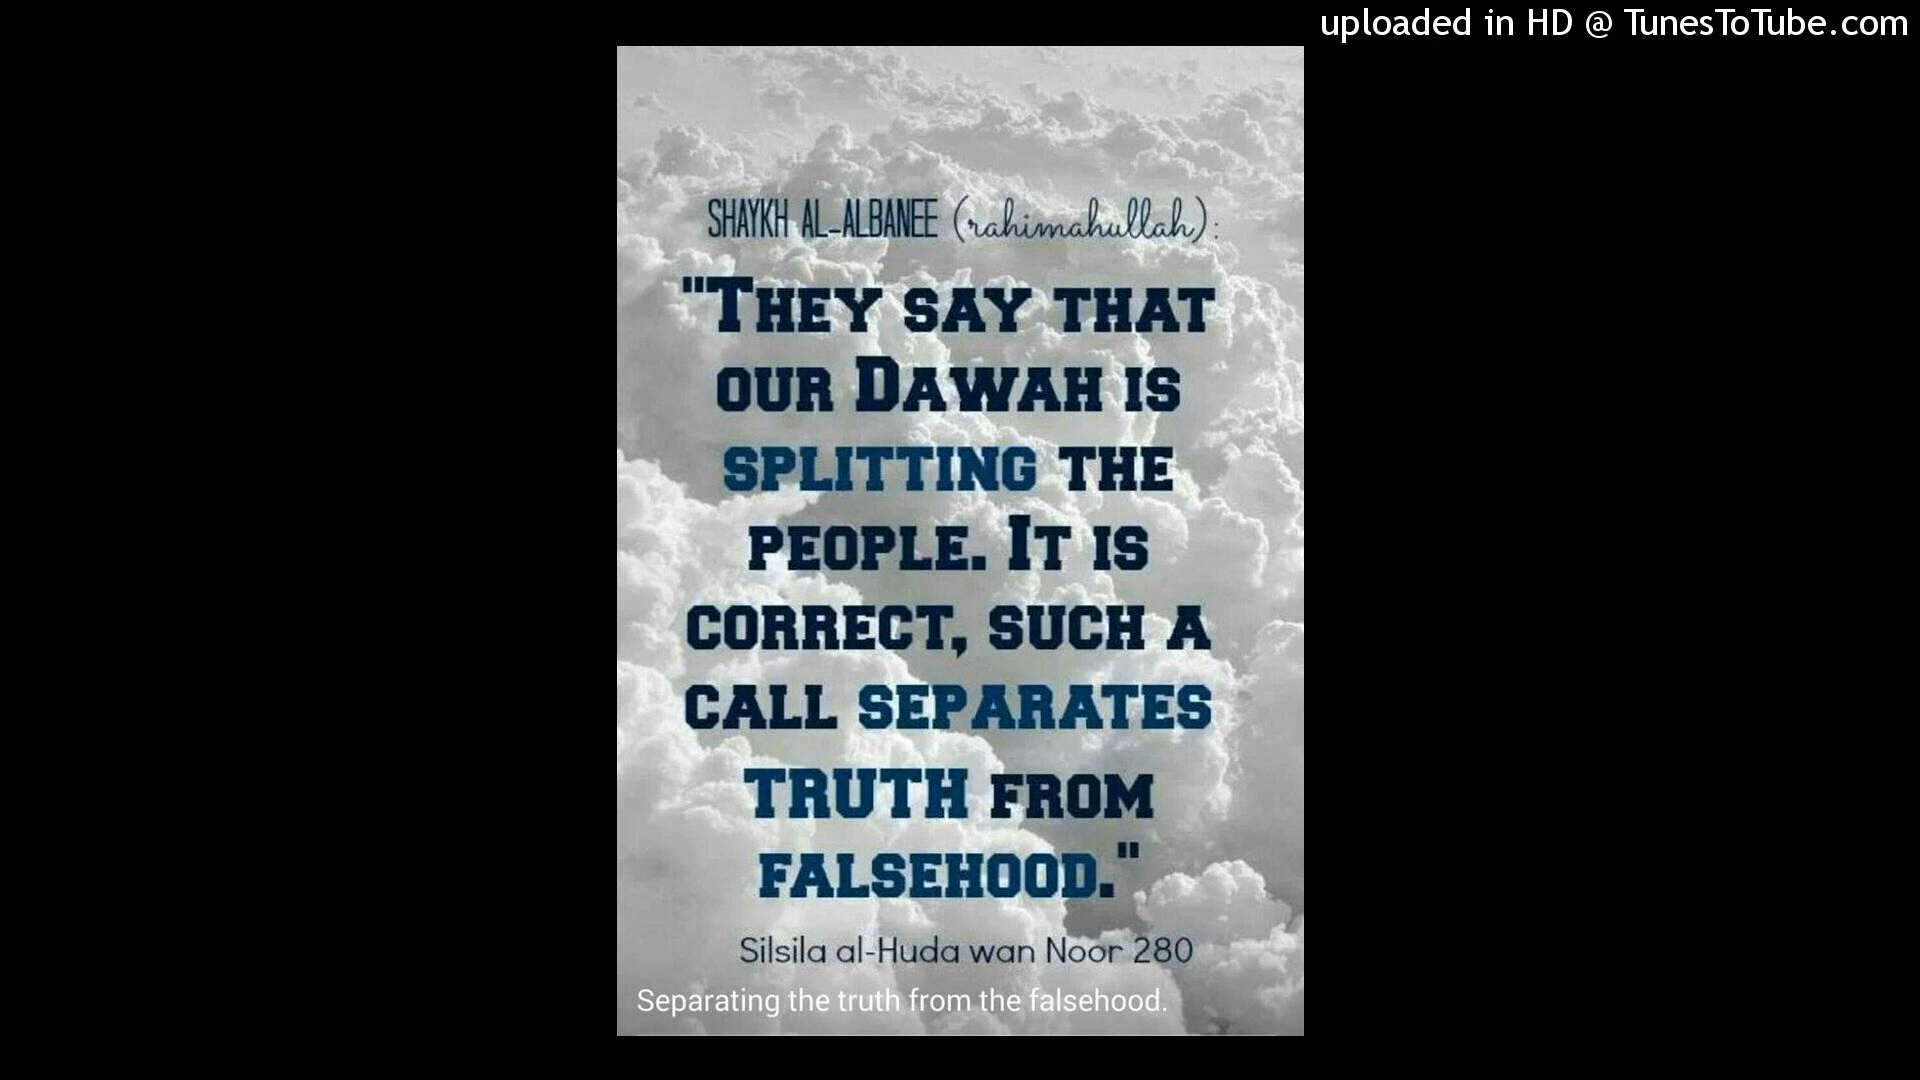 uploaded in HD @ TunesToTube.com
SHAYKH AL-ALBANEE (rahimahullah):
"THEY SAY THAT
OUR DAWAH IS
SPLITTING THE
PEOPLE. IT IS
CORRECT, SUCH A
CALL SEPARATES
TRUTH FROM
FALSEHOOD."
Silsila al-Huda wan Noor 280
Separating the truth from the falsehood.